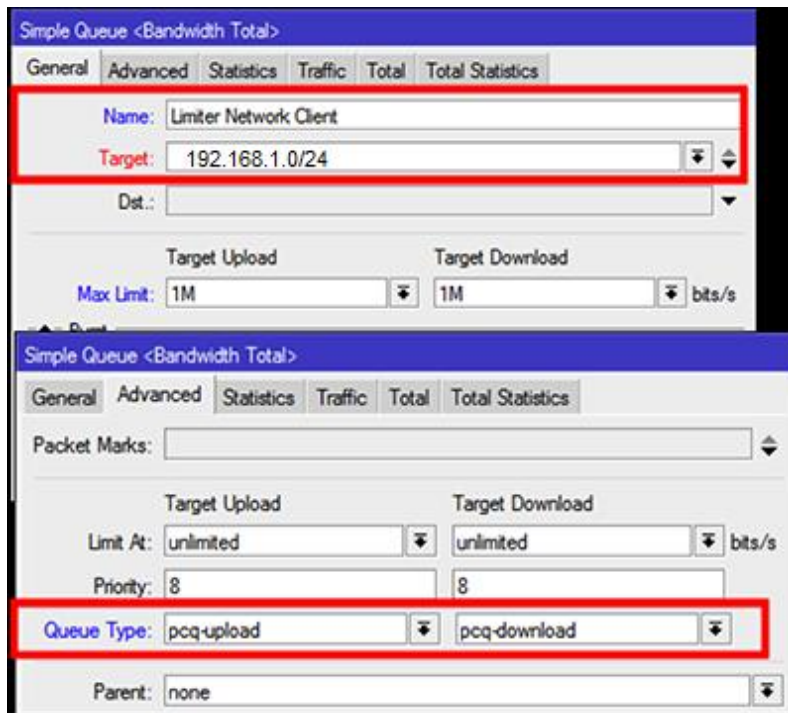 Simple Queue <Bandwidth Total>
General Advanced Statistics Traffic Total Total Statistics
Name: Limiter Network Client
Target: 192.168.1.0/24
Dst.:
Target Upload Target Download
Max Limit: 1M 1M bits/s
Simple Queue <Bandwidth Total>
General Advanced Statistics Traffic Total Total Statistics
Packet Marks:
Target Upload Target Download
Limit At: unlimited unlimited bits/s
Priority: 8 8
Queue Type: pcq-upload pcq-download
Parent: none